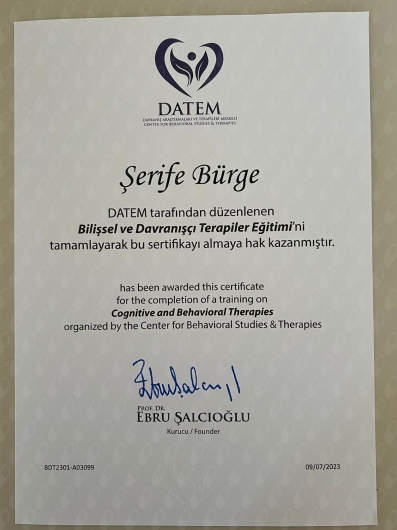 DATEM
DAVRANIŞ ARAŞTIRMALARI VE TERAPİLERİ MERKEZİ
CENTER FOR BEHAVIORAL STUDIES & THERAPIES
Şerife Bürge
DATEM tarafından düzenlenen
Bilişsel ve Davranışçı Terapiler Eğitimi'ni
tamamlayarak bu sertifikayı almaya hak kazanmıştır.
has been awarded this certificate
for the completion of a training on
Cognitive and Behavioral Therapies
organized by the Center for Behavioral Studies & Therapies
PROF. DR.
EBRU ŞALCIOĞLU
Kurucu / Founder
BDT2301-A03099
09/07/2023